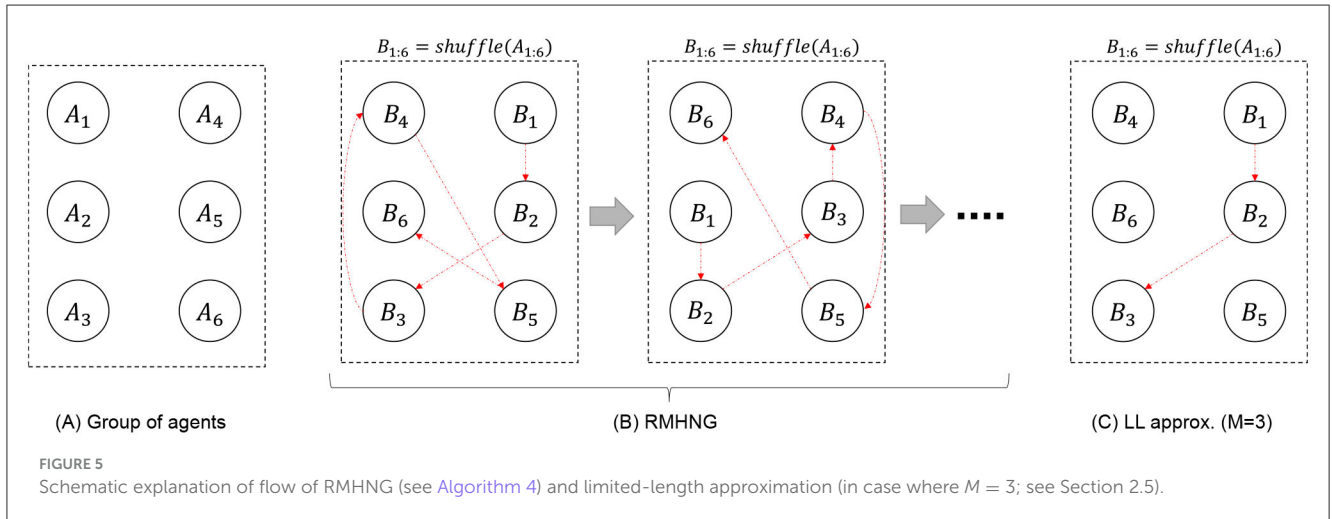 B₁:₆ = shuffle(A₁:₆)
B₁:₆ = shuffle(A₁:₆)
B₁:₆ = shuffle(A₁:₆)
A₁ A₄
A₂ A₅
A₃ A₆
B₄ B₁
B₆ B₂
B₃ B₅
B₆ B₄
B₁ B₃
B₂ B₅
B₄ B₁
B₆ B₂
B₃ B₅
(A) Group of agents
(B) RMHNG
(C) LL approx. (M=3)
FIGURE 5
Schematic explanation of flow of RMHNG (see Algorithm 4) and limited-length approximation (in case where M = 3; see Section 2.5).